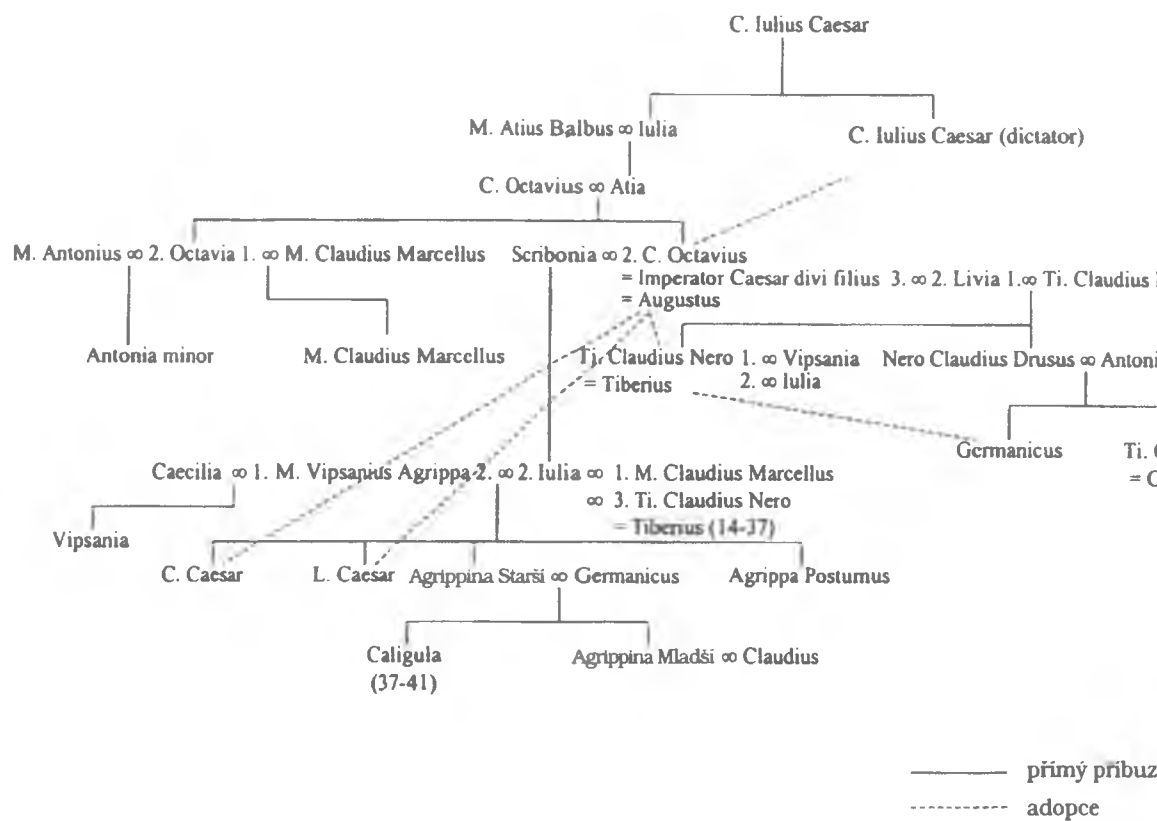 C. Iulius Caesar
M. Atius Balbus ∞ Iulia
C. Iulius Caesar (dictator)
C. Octavius ∞ Atia
M. Antonius ∞ 2. Octavia 1. ∞ M. Claudius Marcellus
Scribonia ∞ 2. C. Octavius
= Imperator Caesar divi filius 3. ∞ 2. Livia 1.∞ Ti. Claudius
= Augustus
Antonia minor
M. Claudius Marcellus
Ti. Claudius Nero 1. ∞ Vipsania
= Tiberius 2. ∞ Iulia
Nero Claudius Drusus ∞ Antoni
Germanicus
Ti. C
= C
Caecilia ∞ 1. M. Vipsanius Agrippa 2. ∞ 2. Iulia ∞ 1. M. Claudius Marcellus
∞ 3. Ti. Claudius Nero
= Tiberius (14-37)
Vipsania
C. Caesar
L. Caesar
Agrippina Starší ∞ Germanicus
Agrippa Postumus
Caligula
(37-41)
Agrippina Mladší ∞ Claudius
přímý příbuz
adopce